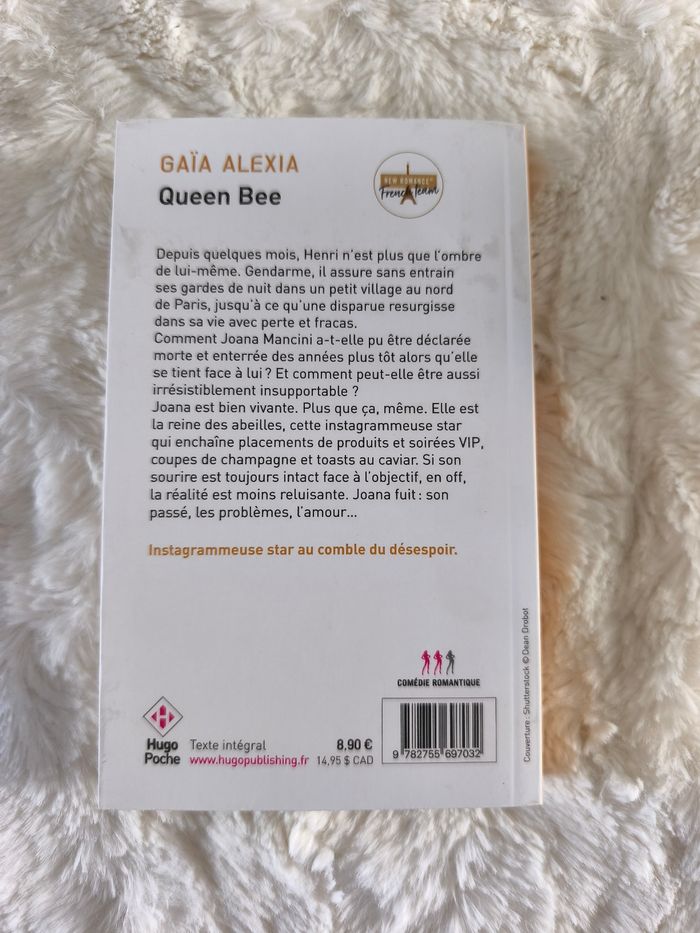 GAÏA ALEXIA
Queen Bee
NEW ROMANCE®
French Team
Depuis quelques mois, Henri n'est plus que l'ombre
de lui-même. Gendarme, il assure sans entrain
ses gardes de nuit dans un petit village au nord
de Paris, jusqu'à ce qu'une disparue resurgisse
dans sa vie avec perte et fracas.
Comment Joana Mancini a-t-elle pu être déclarée
morte et enterrée des années plus tôt alors qu'elle
se tient face à lui ? Et comment peut-elle être aussi
irrésistiblement insupportable ?
Joana est bien vivante. Plus que ça, même. Elle est
la reine des abeilles, cette instagrammeuse star
qui enchaîne placements de produits et soirées VIP,
coupes de champagne et toasts au caviar. Si son
sourire est toujours intact face à l'objectif, en off,
la réalité est moins reluisante. Joana fuit : son
passé, les problèmes, l'amour…
Instagrammeuse star au comble du désespoir.
COMÉDIE ROMANTIQUE
Hugo
Poche
Texte intégral
www.hugopublishing.fr
8,90 €
14,95 $ CAD
9 782755 697032
Couverture : Shutterstock © Dean Drobot